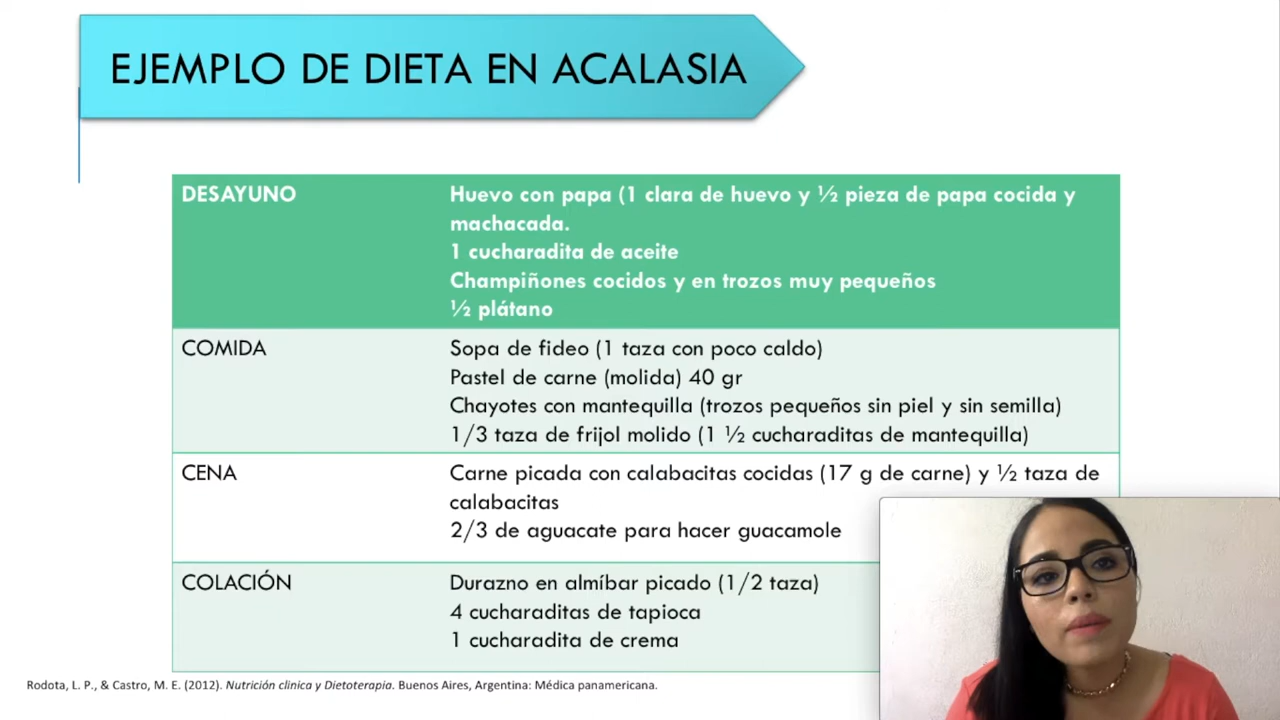 EJEMPLO DE DIETA EN ACALASIA
DESAYUNO
Huevo con papa (1 clara de huevo y ½ pieza de papa cocida y
machacada.
1 cucharadita de aceite
Champiñones cocidos y en trozos muy pequeños
½ plátano
COMIDA
Sopa de fideo (1 taza con poco caldo)
Pastel de carne (molida) 40 gr
Chayotes con mantequilla (trozos pequeños sin piel y sin semilla)
1/3 taza de frijol molido (1 ½ cucharaditas de mantequilla)
CENA
Carne picada con calabacitas cocidas (17 g de carne) y ½ taza de
calabacitas
2/3 de aguacate para hacer guacamole
COLACIÓN
Durazno en almíbar picado (1/2 taza)
4 cucharaditas de tapioca
1 cucharadita de crema
Rodota, L. P., & Castro, M. E. (2012). Nutrición clinica y Dietoterapia. Buenos Aires, Argentina: Médica panamericana.